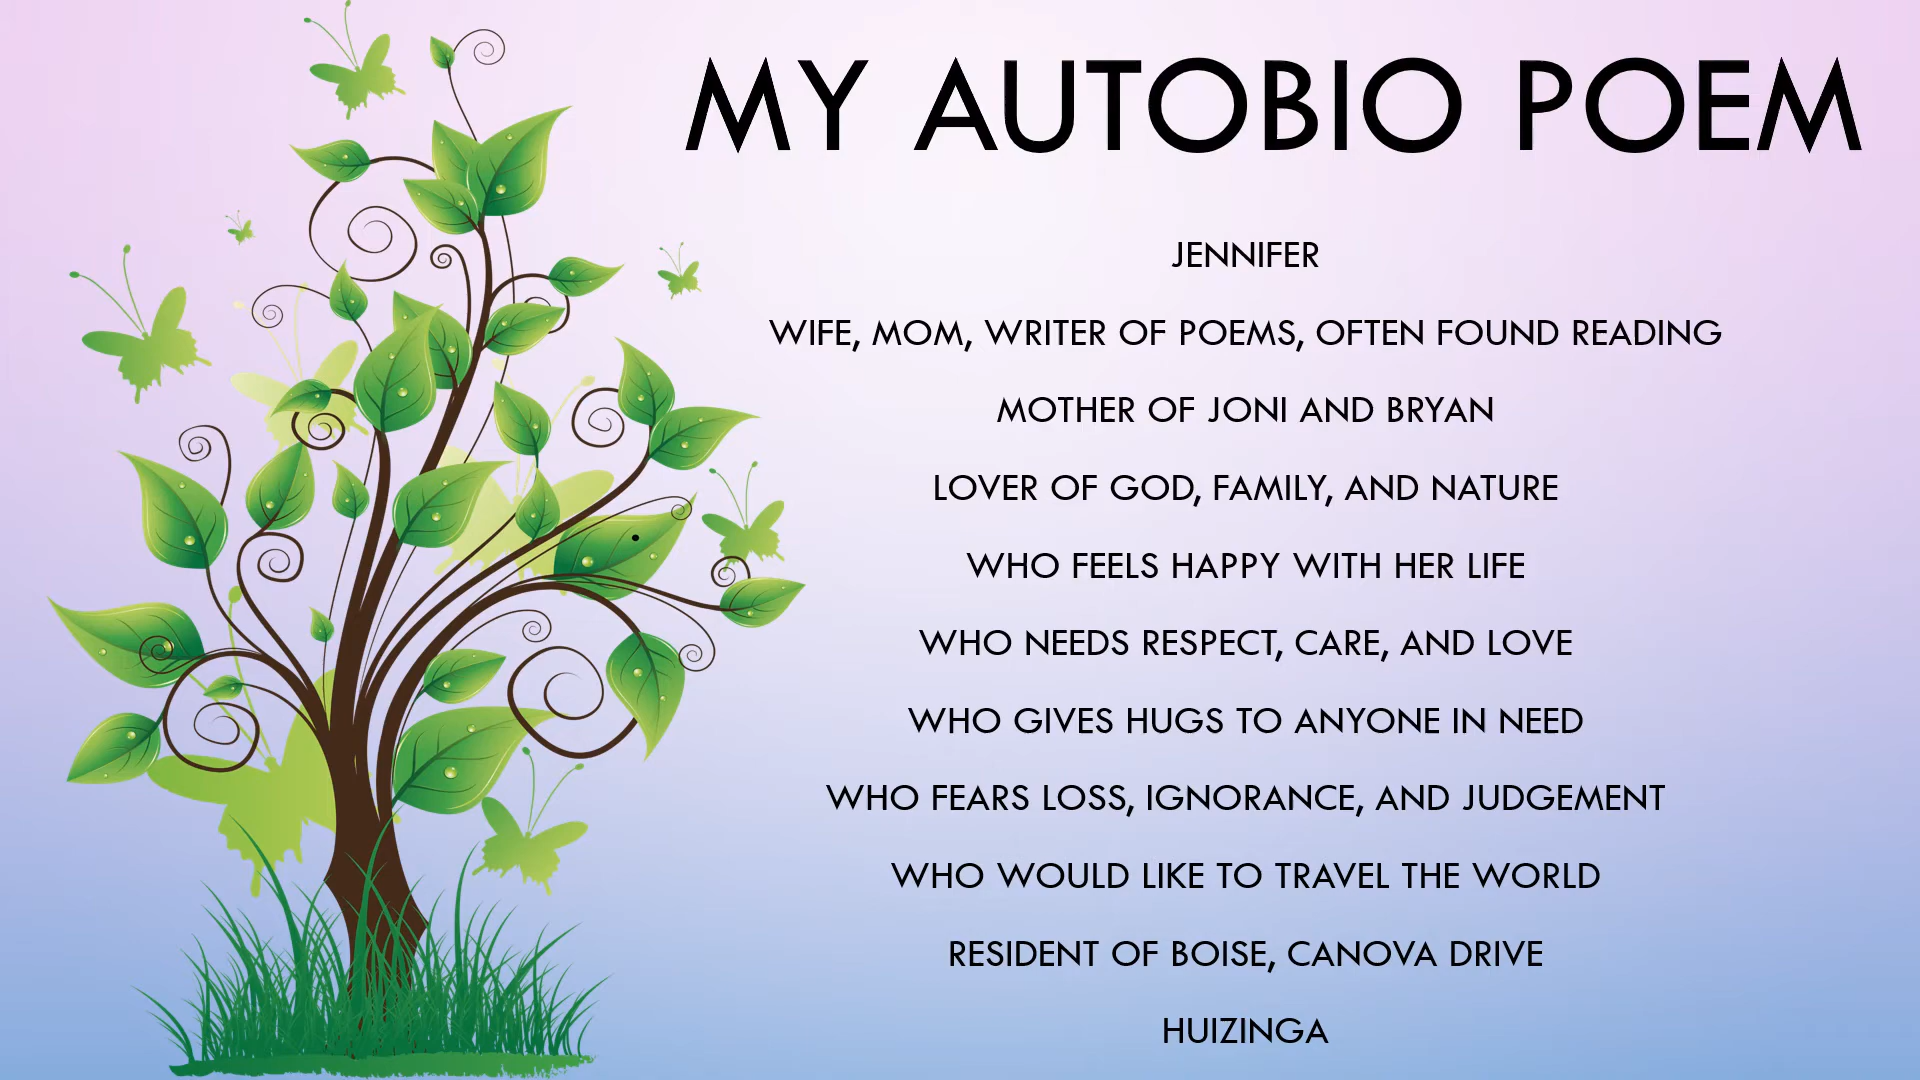 MY AUTOBIO POEM
JENNIFER
WIFE, MOM, WRITER OF POEMS, OFTEN FOUND READING
MOTHER OF JONI AND BRYAN
LOVER OF GOD, FAMILY, AND NATURE
WHO FEELS HAPPY WITH HER LIFE
WHO NEEDS RESPECT, CARE, AND LOVE
WHO GIVES HUGS TO ANYONE IN NEED
WHO FEARS LOSS, IGNORANCE, AND JUDGEMENT
WHO WOULD LIKE TO TRAVEL THE WORLD
RESIDENT OF BOISE, CANOVA DRIVE
HUIZINGA